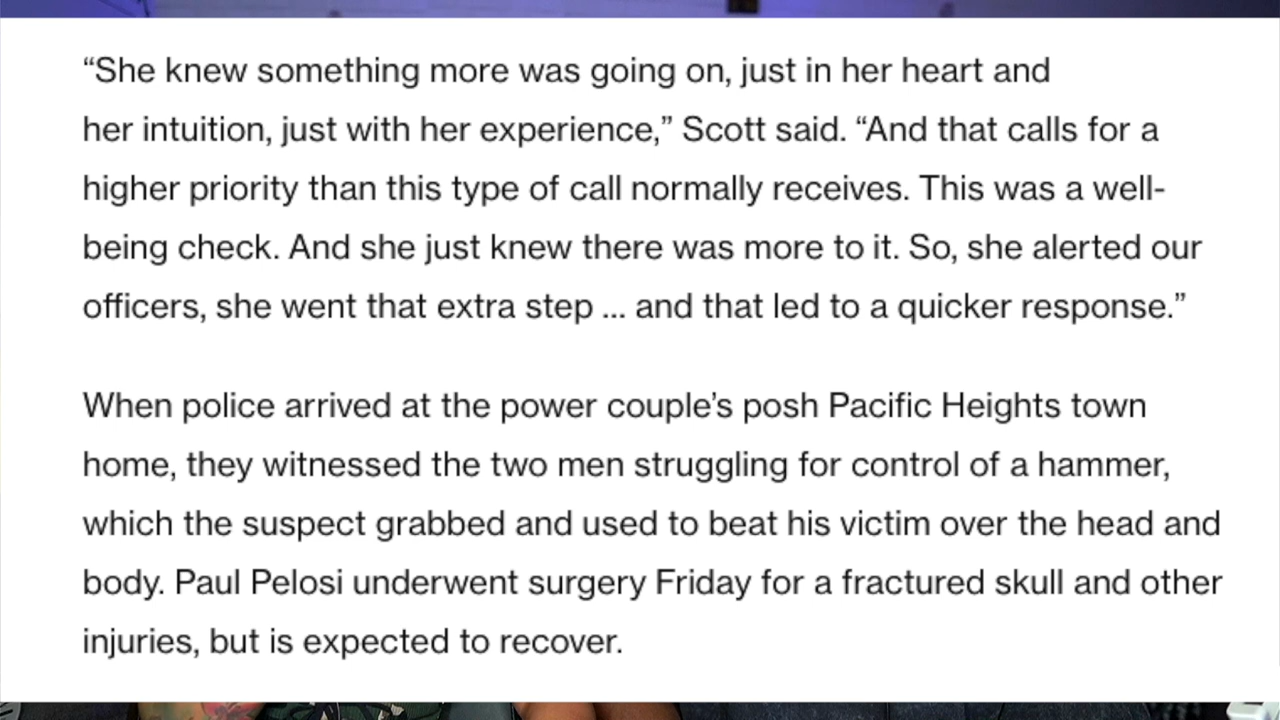 “She knew something more was going on, just in her heart and
her intuition, just with her experience,” Scott said. “And that calls for a
higher priority than this type of call normally receives. This was a well-
being check. And she just knew there was more to it. So, she alerted our
officers, she went that extra step ... and that led to a quicker response.”
When police arrived at the power couple’s posh Pacific Heights town
home, they witnessed the two men struggling for control of a hammer,
which the suspect grabbed and used to beat his victim over the head and
body. Paul Pelosi underwent surgery Friday for a fractured skull and other
injuries, but is expected to recover.